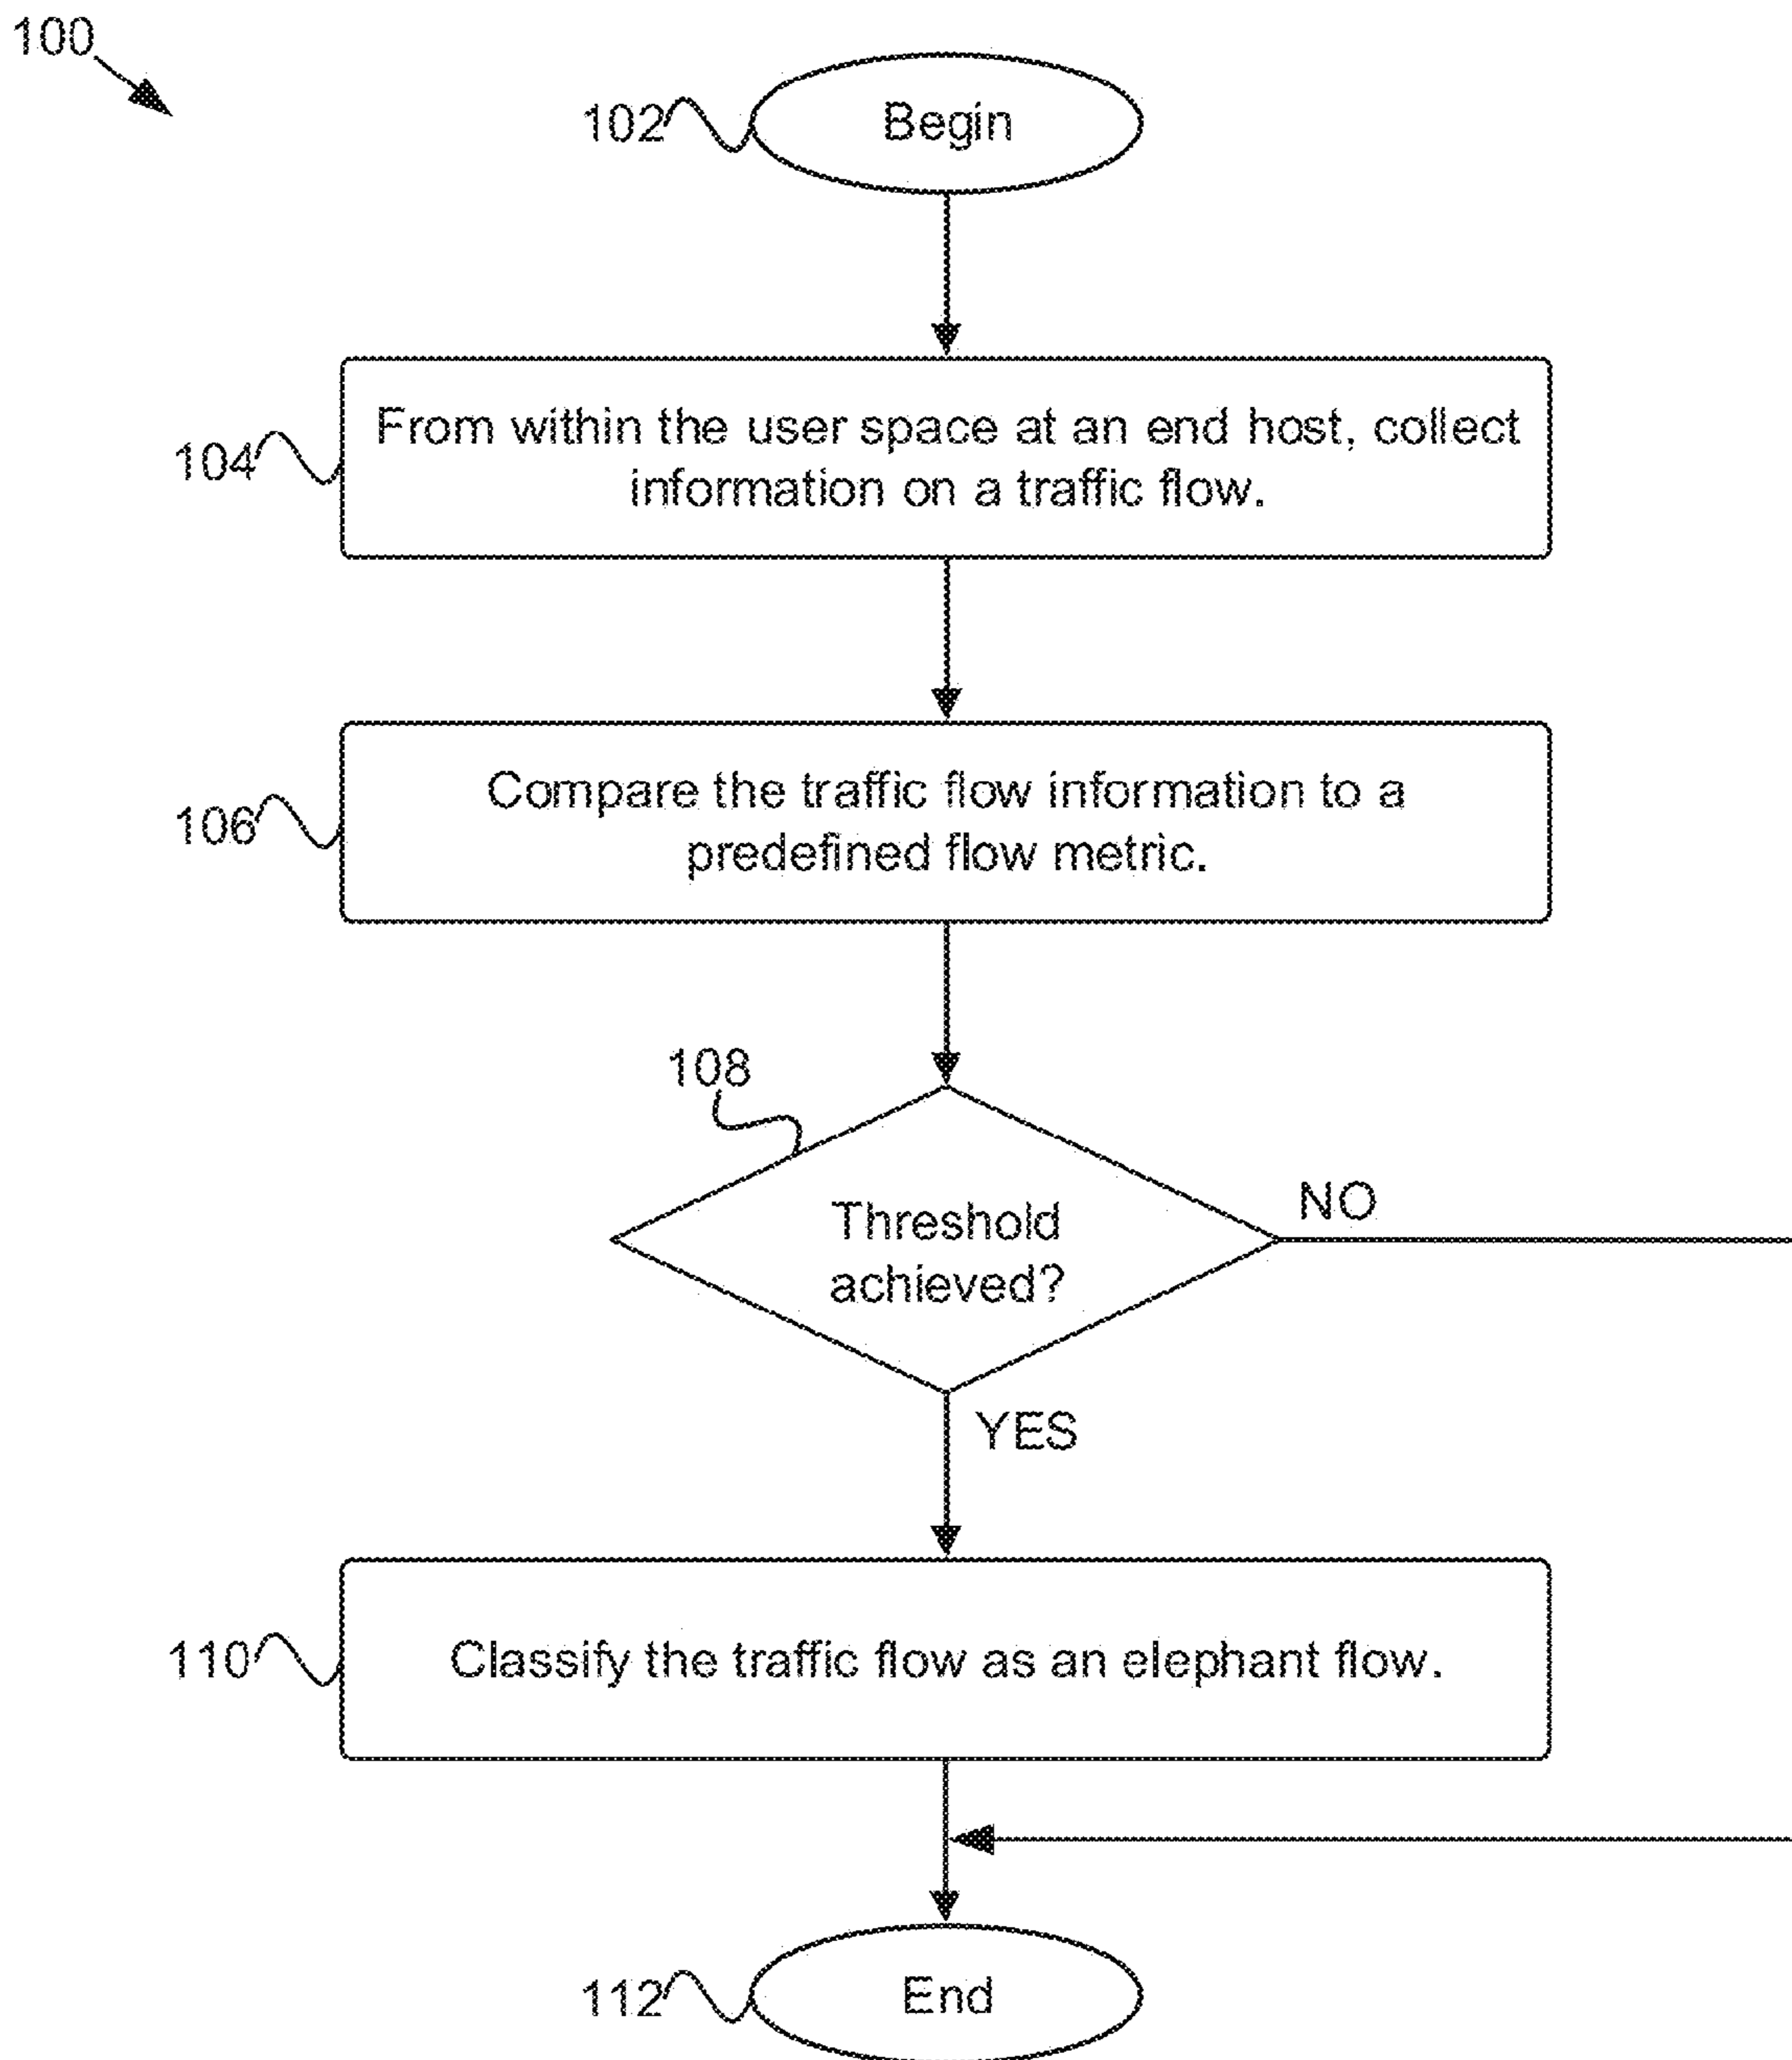 100
102
Begin
104
From within the user space at an end host, collect
information on a traffic flow.
106
Compare the traffic flow information to a
predefined flow metric.
108
Threshold
achieved?
NO
YES
110
Classify the traffic flow as an elephant flow.
112
End